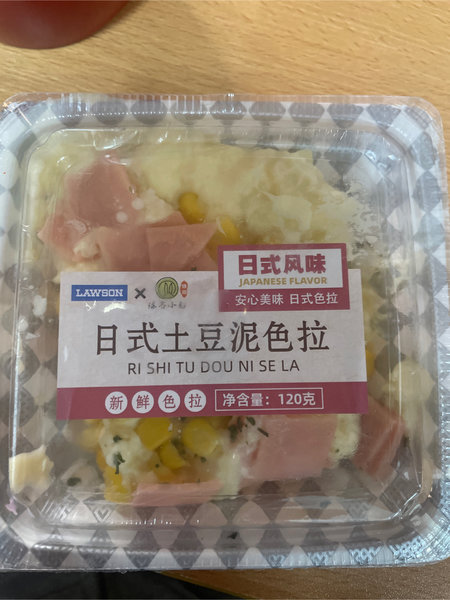 日式风味
JAPANESE FLAVOR
安心美味 日式色拉
LAWSON ×
日式土豆泥色拉
RI SHI TU DOU NI SE LA
新鲜色拉
净含量：120克